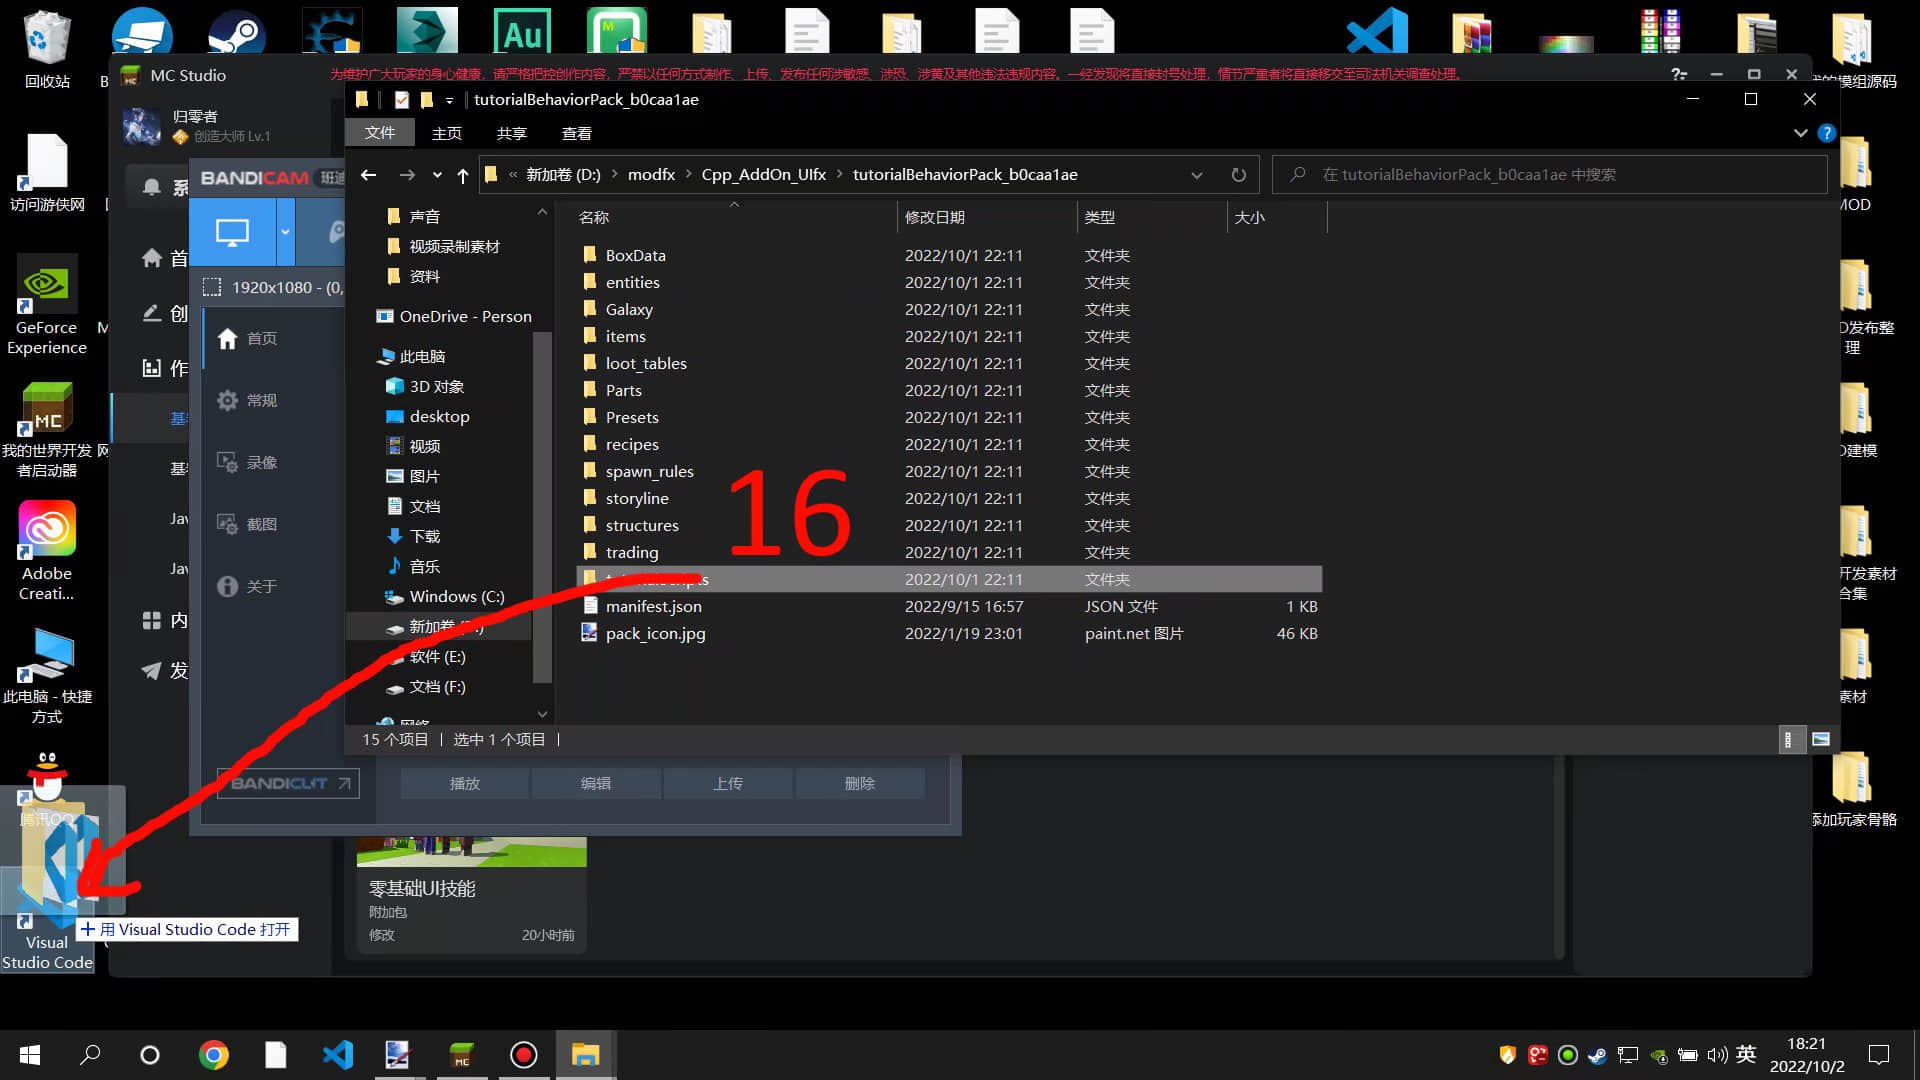 回收站
访问游侠网
GeForce
Experience
我的世界开发
者启动器
Adobe
Creati...
此电脑 - 快捷
方式
腾讯QQ
Visual
Studio Code
用 Visual Studio Code 打开
Au
MC Studio
为维护广大玩家的身心健康，请严格把控创作内容，严禁以任何方式制作、上传、发布任何涉敏感、涉恐、涉黄及其他违法违规内容。一经发现将直接封号处理，情节严重者将直接移交至司法机关调查处理。
归零者
创造大师 Lv.1
首
创
作
Jav
Jav
内
发
BANDICAM
1920x1080 - (0,
首页
常规
录像
截图
关于
BANDICUT
播放
编辑
上传
删除
零基础UI技能
附加包
修改
20小时前
tutorialBehaviorPack_b0caa1ae
文件
主页
共享
查看
« 新加卷 (D:) › modfx › Cpp_AddOn_UIfx › tutorialBehaviorPack_b0caa1ae
在 tutorialBehaviorPack_b0caa1ae 中搜索
声音
视频录制素材
资料
OneDrive - Person
此电脑
3D 对象
desktop
视频
图片
文档
下载
音乐
Windows (C:)
新加卷
软件 (E:)
文档 (F:)
名称 修改日期 类型 大小
BoxData 2022/10/1 22:11 文件夹
entities 2022/10/1 22:11 文件夹
Galaxy 2022/10/1 22:11 文件夹
items 2022/10/1 22:11 文件夹
loot_tables 2022/10/1 22:11 文件夹
Parts 2022/10/1 22:11 文件夹
Presets 2022/10/1 22:11 文件夹
recipes 2022/10/1 22:11 文件夹
spawn_rules 2022/10/1 22:11 文件夹
storyline 2022/10/1 22:11 文件夹
structures 2022/10/1 22:11 文件夹
trading 2022/10/1 22:11 文件夹
2022/10/1 22:11 文件夹
manifest.json 2022/9/15 16:57 JSON 文件 1 KB
pack_icon.jpg 2022/1/19 23:01 paint.net 图片 46 KB
16
15 个项目 选中 1 个项目
的模组源码
MOD
发布整
理
建模
开发素材
合集
素材
添加玩家骨骼
英
18:21
2022/10/2